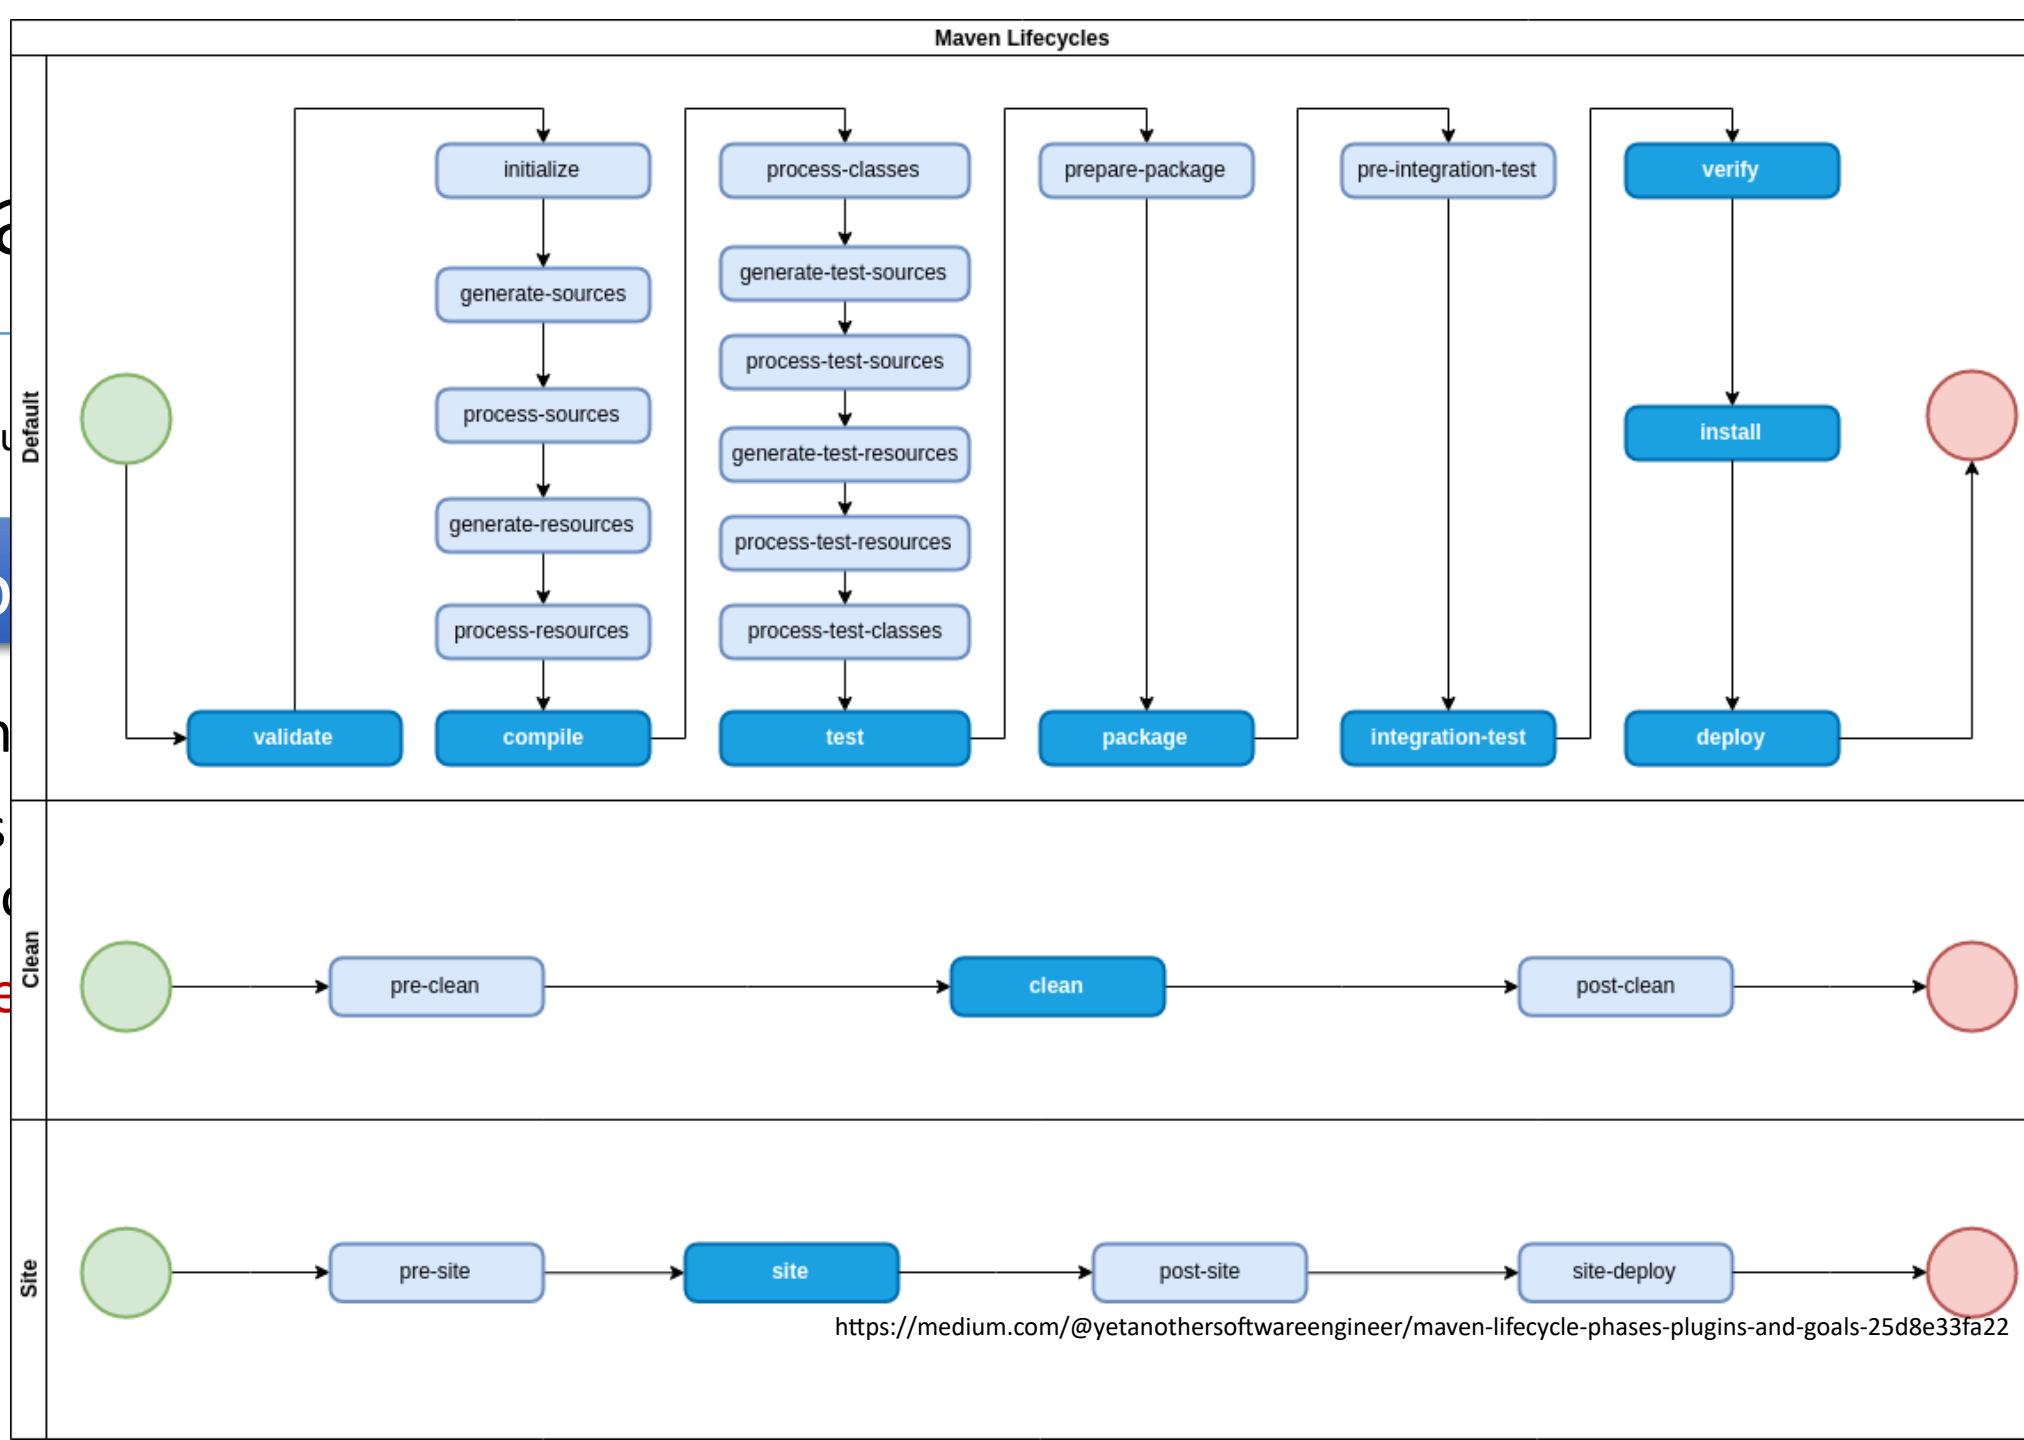 Maven Lifecycles
Default
initialize
generate-sources
process-sources
generate-resources
process-resources
validate
compile
process-classes
generate-test-sources
process-test-sources
generate-test-resources
process-test-resources
process-test-classes
test
prepare-package
package
pre-integration-test
integration-test
verify
install
deploy
Clean
pre-clean
clean
post-clean
Site
pre-site
site
post-site
site-deploy
https://medium.com/@yetanothersoftwareengineer/maven-lifecycle-phases-plugins-and-goals-25d8e33fa22